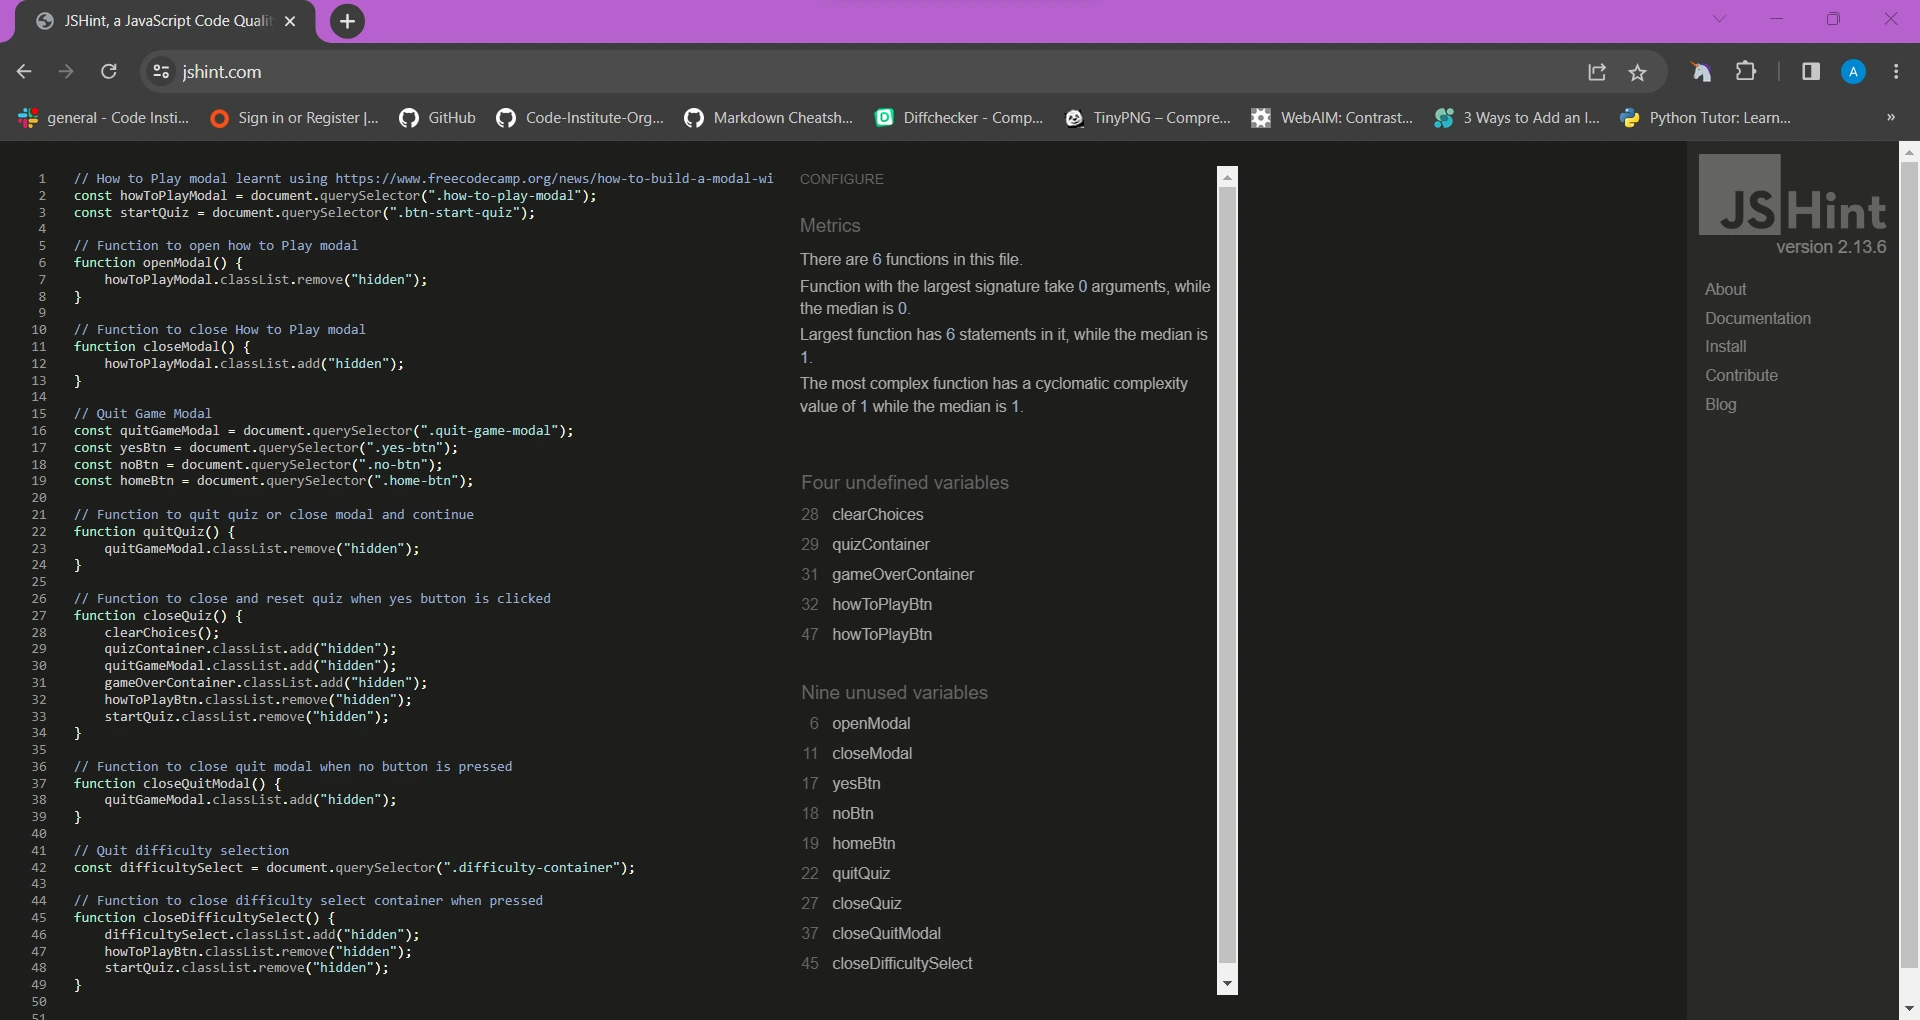 JSHint, a JavaScript Code Qualit
jshint.com
A
general - Code Insti...
Sign in or Register |...
GitHub
Code-Institute-Org...
Markdown Cheatsh...
Diffchecker - Comp...
TinyPNG – Compre...
WebAIM: Contrast...
3 Ways to Add an I...
Python Tutor: Learn...
»
1 // How to Play modal learnt using https://www.freecodecamp.org/news/how-to-build-a-modal-wi
2 const howToPlayModal = document.querySelector(".how-to-play-modal");
3 const startQuiz = document.querySelector(".btn-start-quiz");
4
5 // Function to open how to Play modal
6 function openModal() {
7 howToPlayModal.classList.remove("hidden");
8 }
9
10 // Function to close How to Play modal
11 function closeModal() {
12 howToPlayModal.classList.add("hidden");
13 }
14
15 // Quit Game Modal
16 const quitGameModal = document.querySelector(".quit-game-modal");
17 const yesBtn = document.querySelector(".yes-btn");
18 const noBtn = document.querySelector(".no-btn");
19 const homeBtn = document.querySelector(".home-btn");
20
21 // Function to quit quiz or close modal and continue
22 function quitQuiz() {
23 quitGameModal.classList.remove("hidden");
24 }
25
26 // Function to close and reset quiz when yes button is clicked
27 function closeQuiz() {
28 clearChoices();
29 quizContainer.classList.add("hidden");
30 quitGameModal.classList.add("hidden");
31 gameOverContainer.classList.add("hidden");
32 howToPlayBtn.classList.remove("hidden");
33 startQuiz.classList.remove("hidden");
34 }
35
36 // Function to close quit modal when no button is pressed
37 function closeQuitModal() {
38 quitGameModal.classList.add("hidden");
39 }
40
41 // Quit difficulty selection
42 const difficultySelect = document.querySelector(".difficulty-container");
43
44 // Function to close difficulty select container when pressed
45 function closeDifficultySelect() {
46 difficultySelect.classList.add("hidden");
47 howToPlayBtn.classList.remove("hidden");
48 startQuiz.classList.remove("hidden");
49 }
50
51
CONFIGURE
Metrics
There are 6 functions in this file.
Function with the largest signature take 0 arguments, while
the median is 0.
Largest function has 6 statements in it, while the median is
1.
The most complex function has a cyclomatic complexity
value of 1 while the median is 1.
Four undefined variables
28 clearChoices
29 quizContainer
31 gameOverContainer
32 howToPlayBtn
47 howToPlayBtn
Nine unused variables
6 openModal
11 closeModal
17 yesBtn
18 noBtn
19 homeBtn
22 quitQuiz
27 closeQuiz
37 closeQuitModal
45 closeDifficultySelect
JSHint
version 2.13.6
About
Documentation
Install
Contribute
Blog